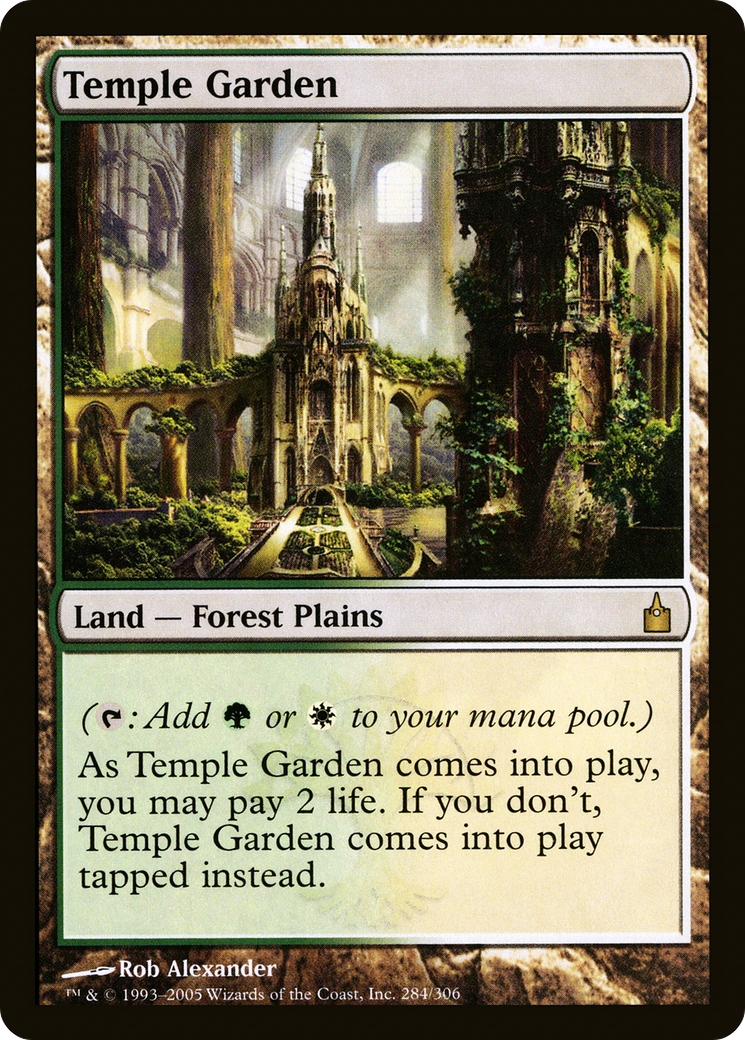 Temple Garden
Land — Forest Plains
(: Add or to your mana pool.)
As Temple Garden comes into play,
you may pay 2 life. If you don't,
Temple Garden comes into play
tapped instead.
Rob Alexander
™ & © 1993–2005 Wizards of the Coast, Inc. 284/306